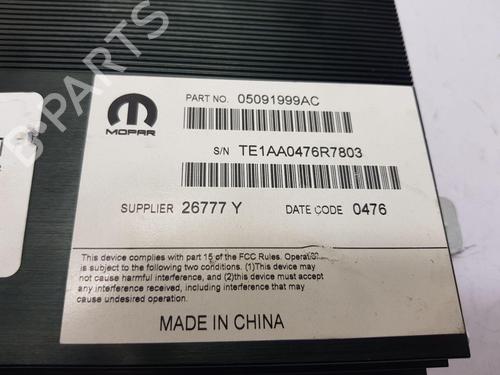 MOPAR
PART NO. 05091999AC
S/N TE1AA0476R7803
SUPPLIER 26777 Y DATE CODE 0476
This device complies with part 15 of the FCC Rules. Operation
is subject to the following two conditions. (1)This device may
not cause harmful interference, and (2)this device must accept
any interference received, including interference that may
cause undesired operation.
MADE IN CHINA